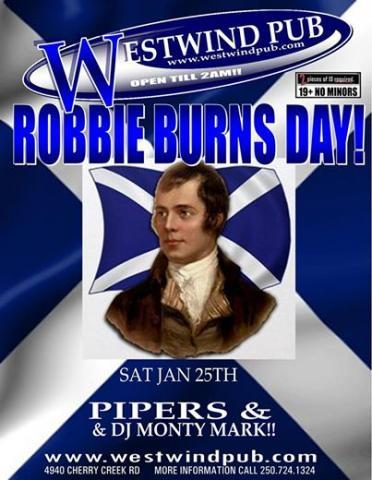 WESTWIND PUB
www.westwindpub.com
OPEN TILL 2AM!!
2 pieces of ID required
19+ NO MINORS
ROBBIE BURNS DAY!
SAT JAN 25TH
PIPERS &
& DJ MONTY MARK!!
www.westwindpub.com
4940 CHERRY CREEK RD MORE INFORMATION CALL 250.724.1324